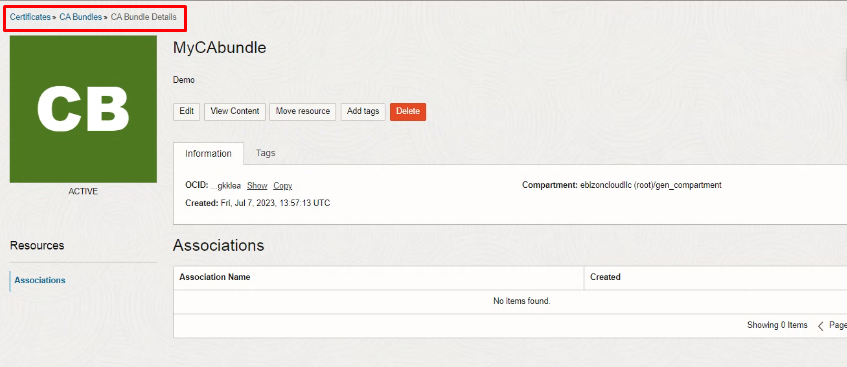 Certificates » CA Bundles » CA Bundle Details
CB
ACTIVE
MyCAbundle
Demo
Edit View Content Move resource Add tags Delete
Information Tags
OCID: ...gkklea Show Copy Compartment: ebizoncloudllc (root)/gen_compartment
Created: Fri, Jul 7, 2023, 13:57:13 UTC
Resources
Associations
Associations
Association Name Created
No items found.
Showing 0 Items < Page